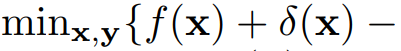 min_{x,y}{f(x) + δ(x) −